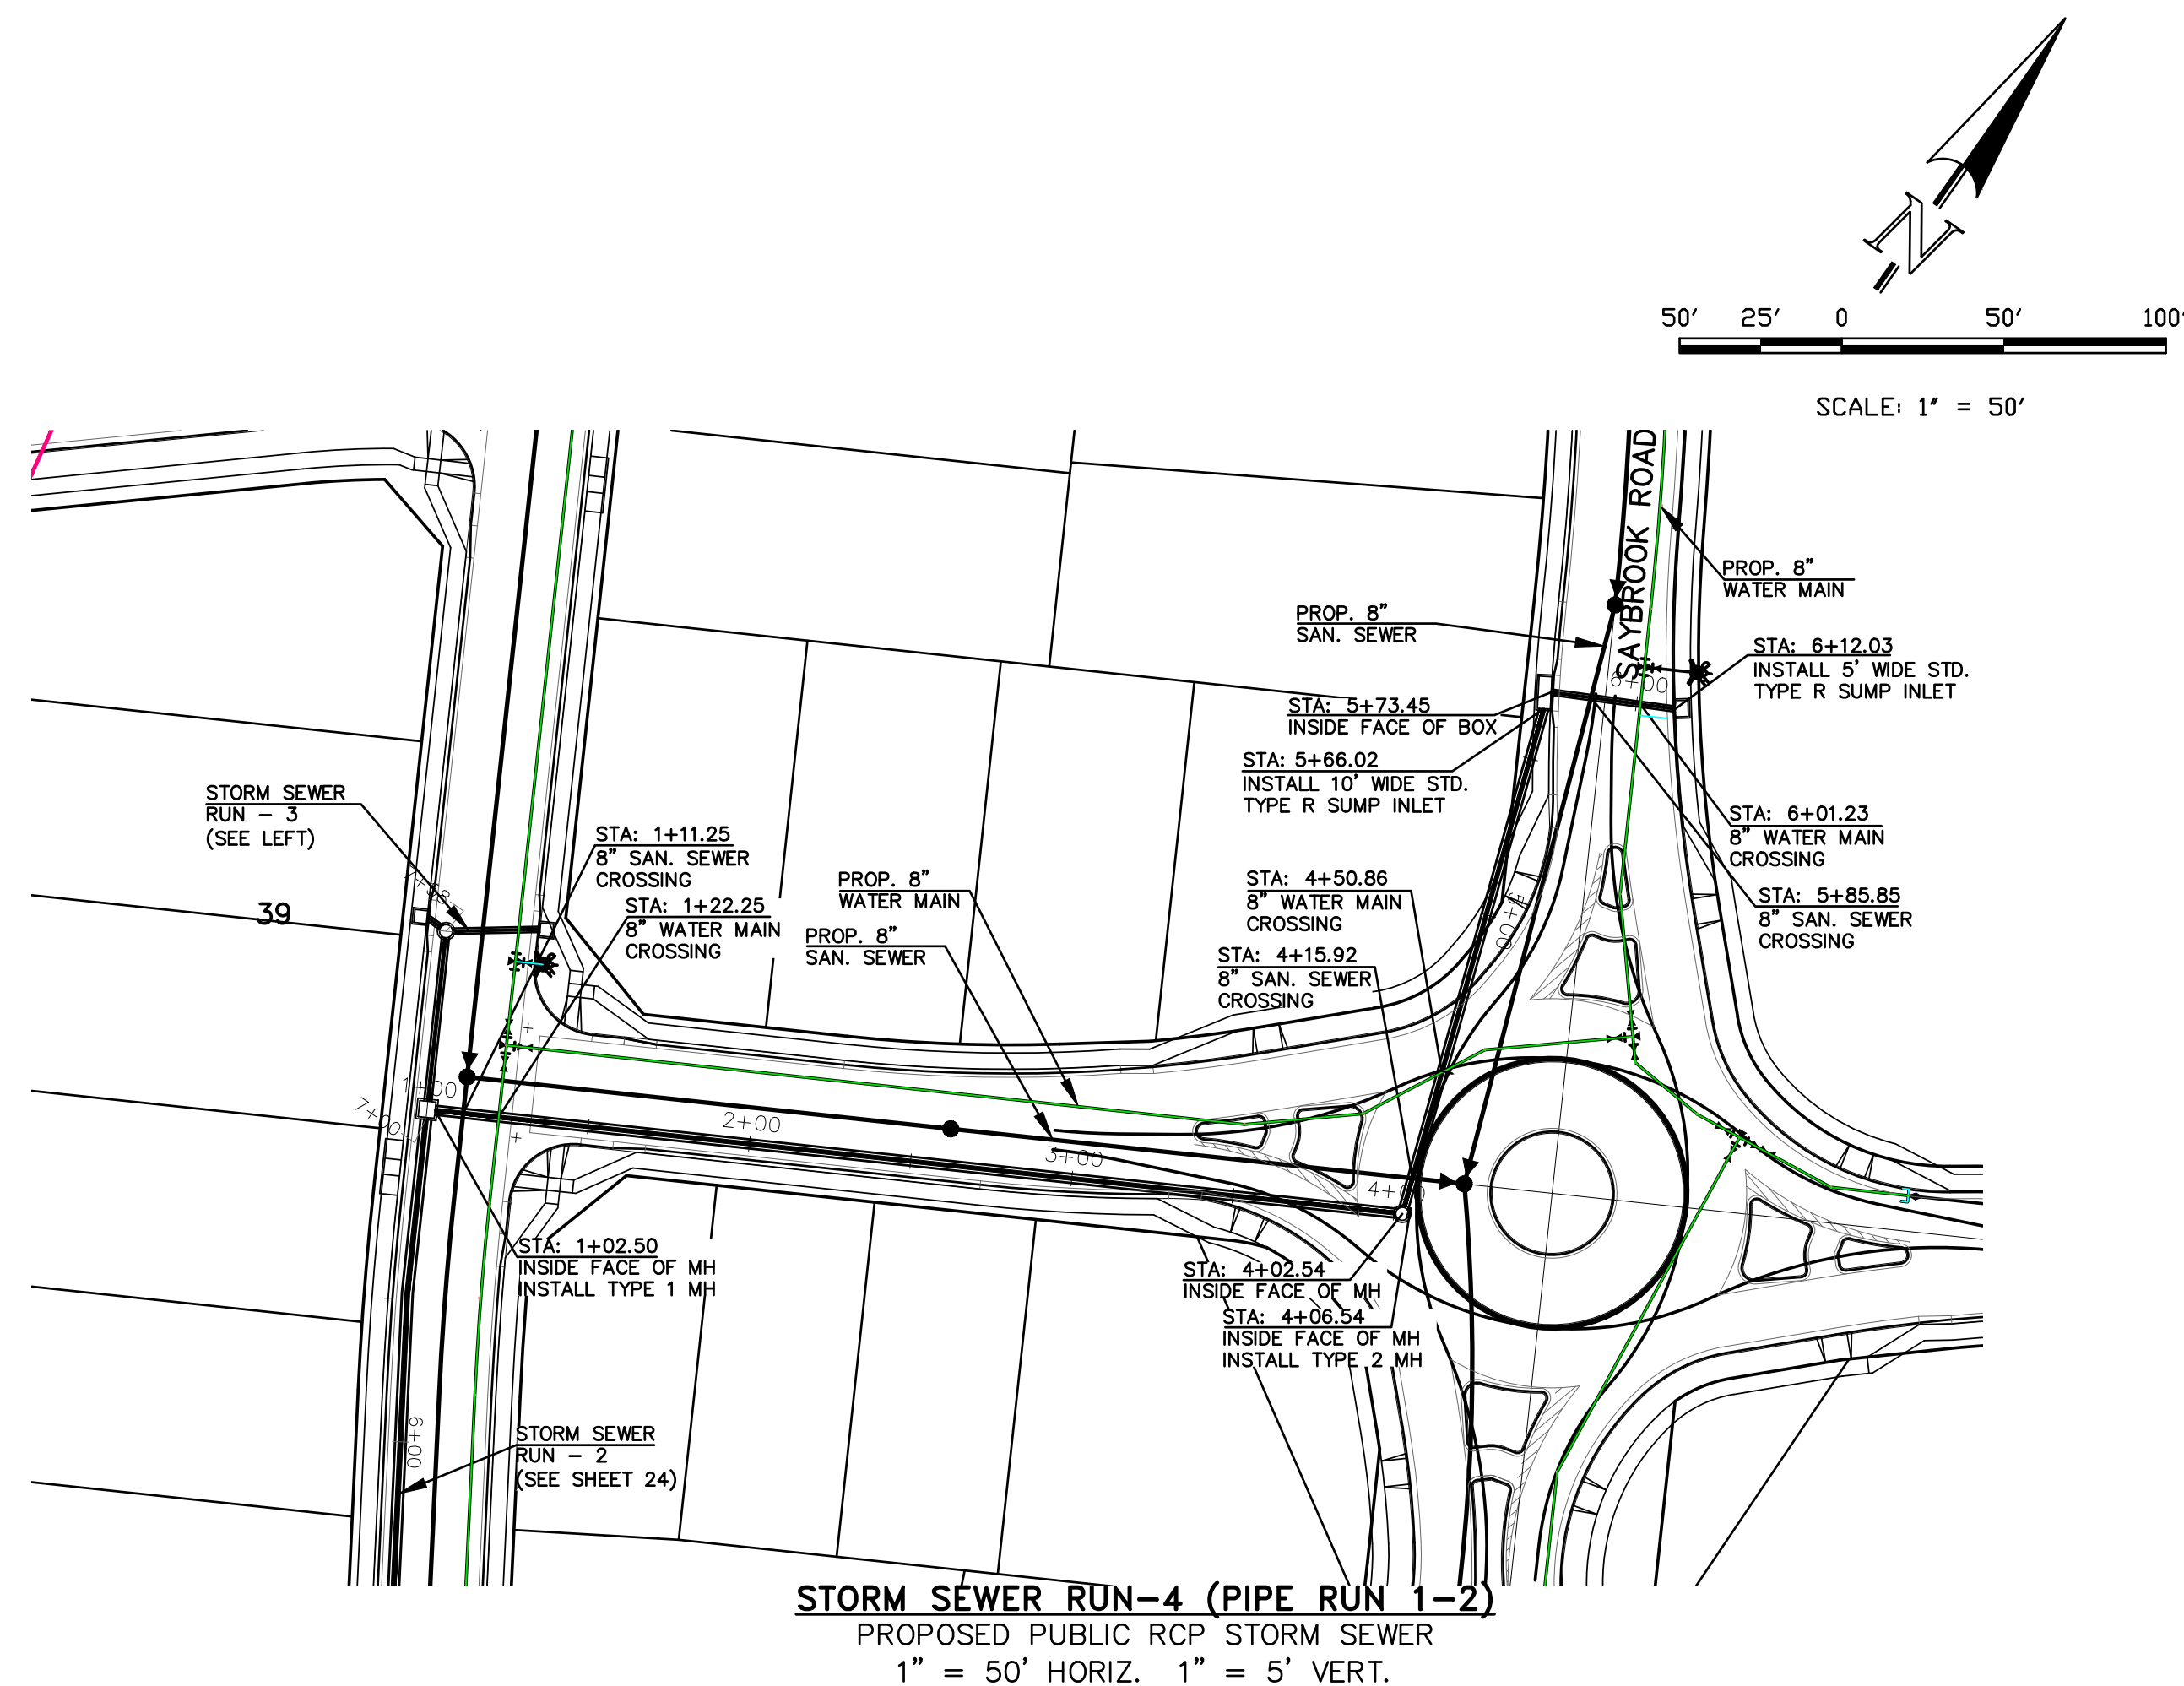 N
50' 25' 0 50' 100'
SCALE: 1" = 50'
SAYBROOK ROAD
PROP. 8"
WATER MAIN
PROP. 8"
SAN. SEWER
STA: 6+12.03
INSTALL 5' WIDE STD.
TYPE R SUMP INLET
6+00
STA: 5+73.45
INSIDE FACE OF BOX
STA: 5+66.02
INSTALL 10' WIDE STD.
TYPE R SUMP INLET
STORM SEWER
RUN - 3
(SEE LEFT)
STA: 1+11.25
8" SAN. SEWER
CROSSING
STA: 6+01.23
8" WATER MAIN
CROSSING
PROP. 8"
WATER MAIN
STA: 4+50.86
8" WATER MAIN
CROSSING
STA: 5+85.85
8" SAN. SEWER
CROSSING
39
STA: 1+22.25
8" WATER MAIN
CROSSING
5+00
PROP. 8"
SAN. SEWER
STA: 4+15.92
8" SAN. SEWER
CROSSING
1+00
7+00
2+00
3+00
4+00
STA: 1+02.50
INSIDE FACE OF MH
INSTALL TYPE 1 MH
STA: 4+02.54
INSIDE FACE OF MH
STA: 4+06.54
INSIDE FACE OF MH
INSTALL TYPE 2 MH
6+00
STORM SEWER
RUN - 2
(SEE SHEET 24)
STORM SEWER RUN-4 (PIPE RUN 1-2)
PROPOSED PUBLIC RCP STORM SEWER
1" = 50' HORIZ. 1" = 5' VERT.